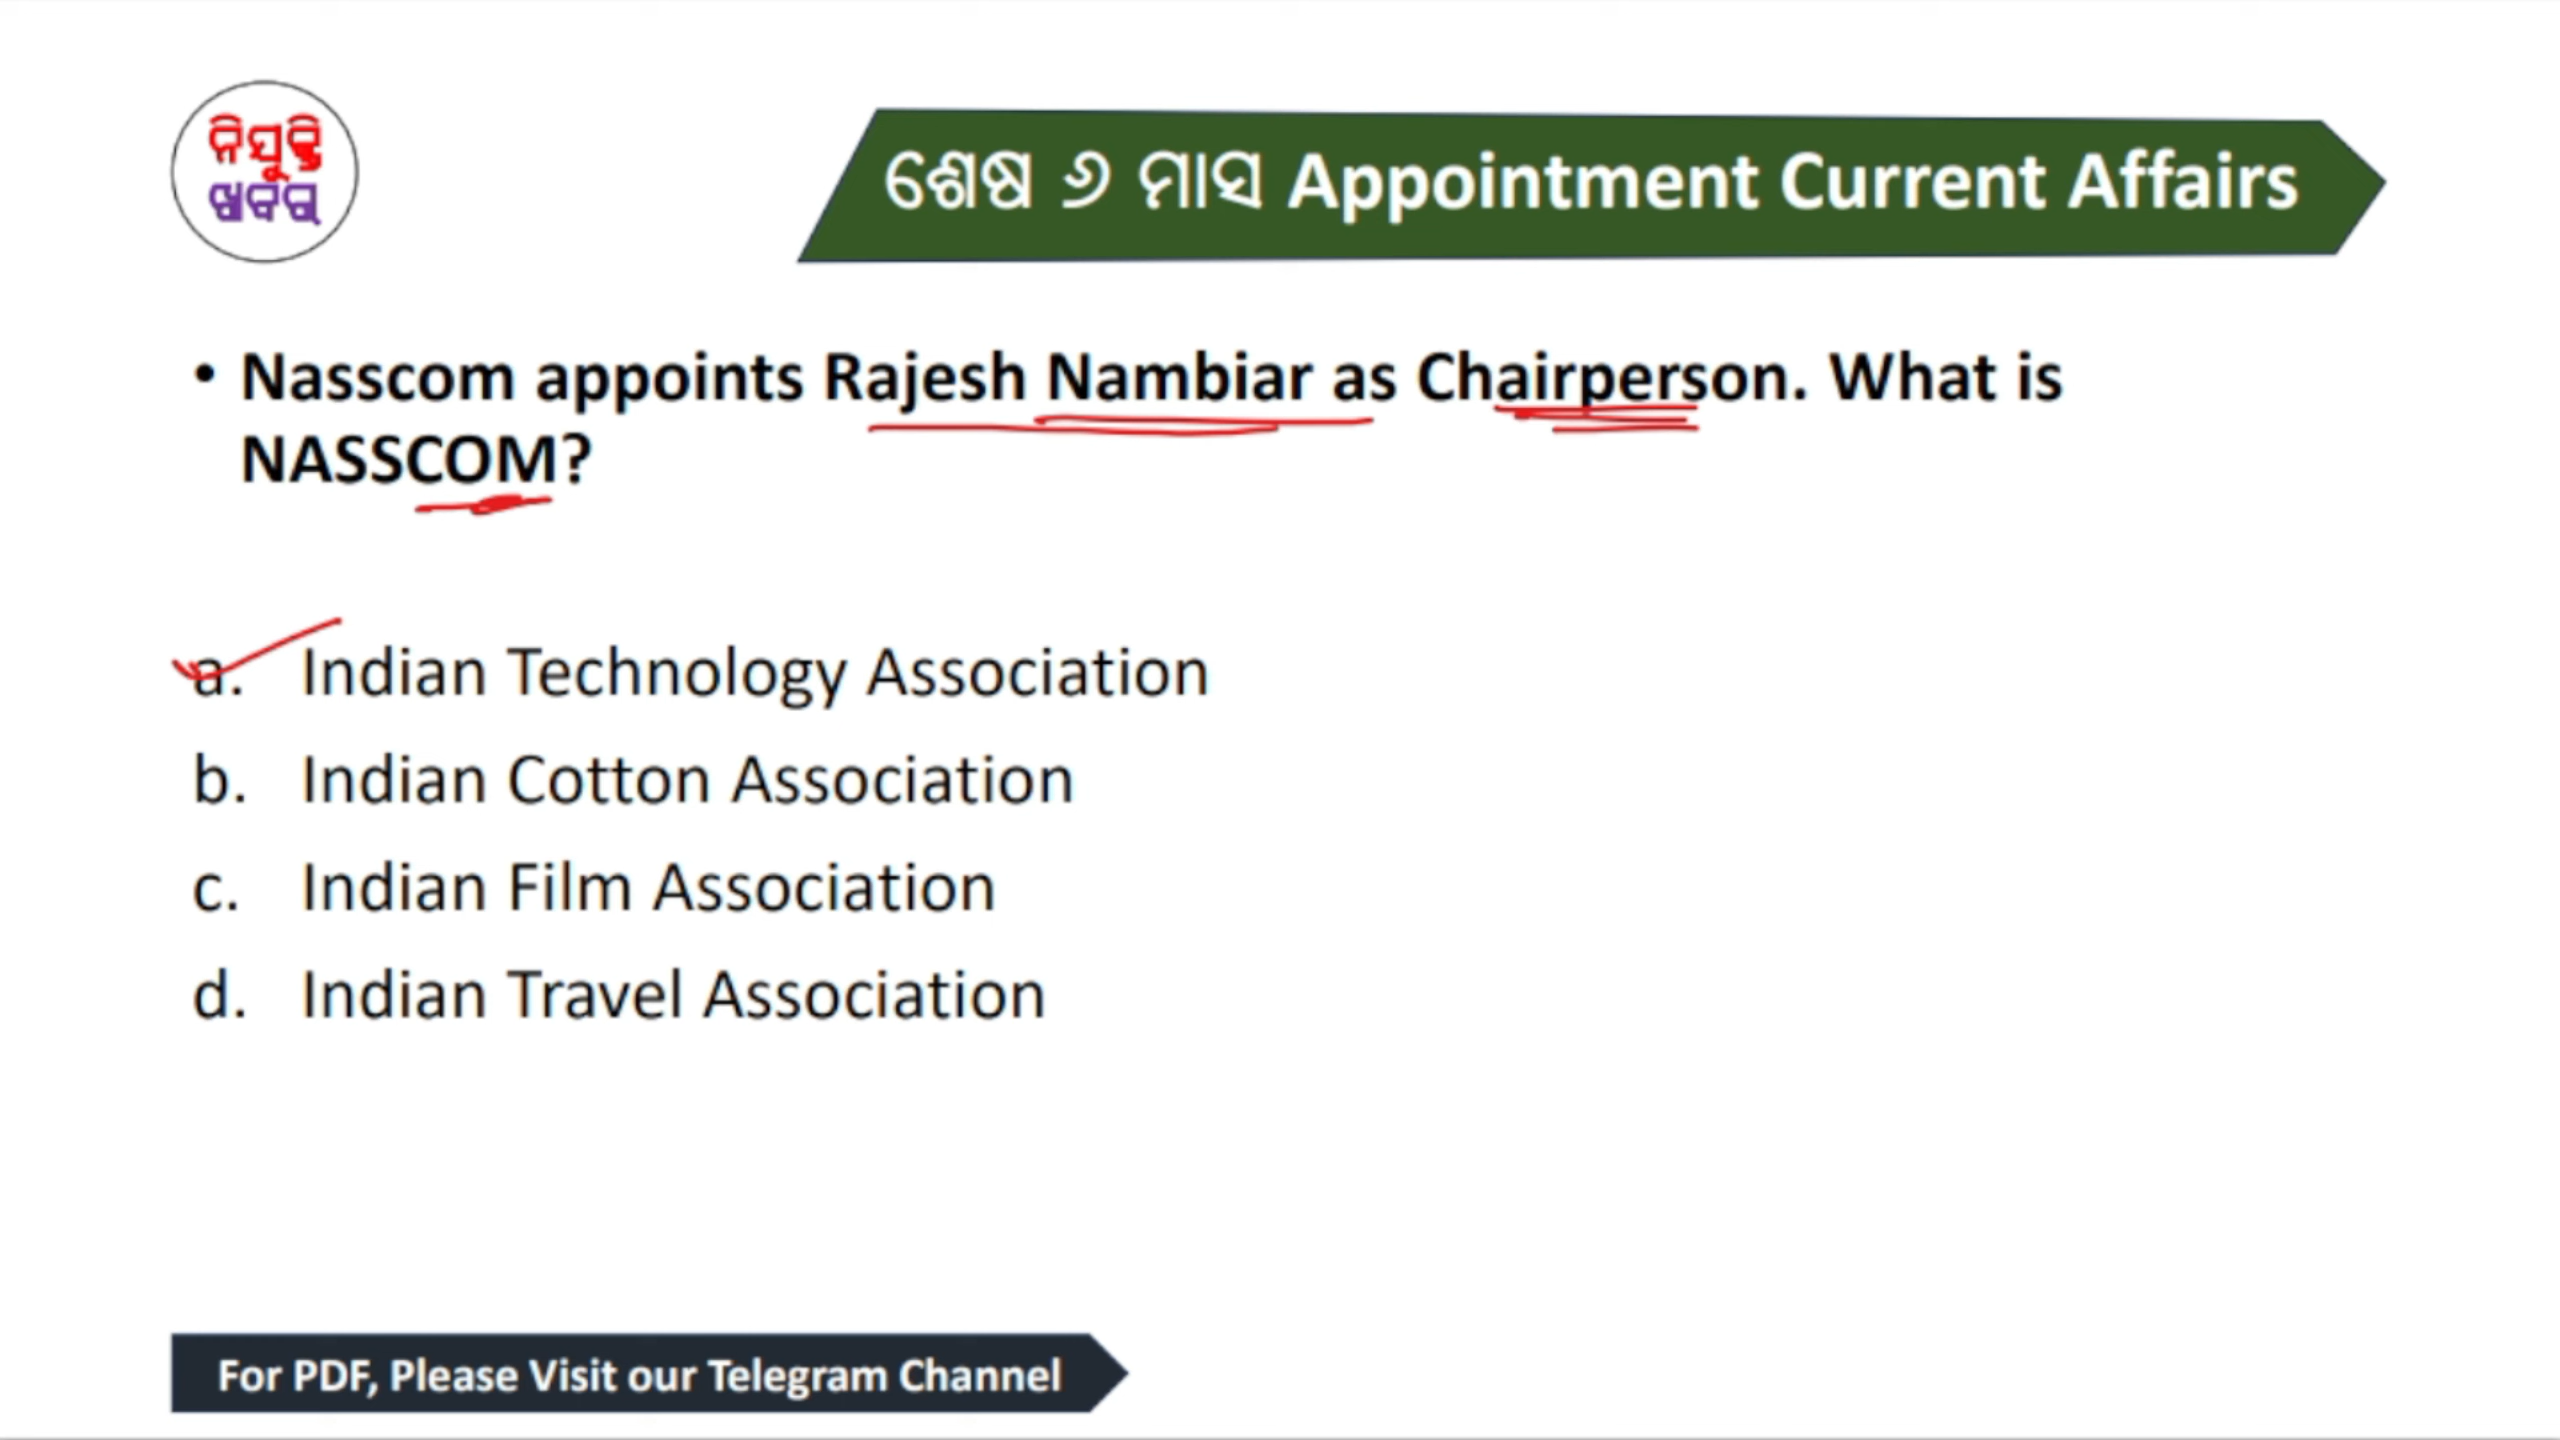 ନିଯୁକ୍ତି
ଖବର
ଶେଷ ୬ ମାସ Appointment Current Affairs
• Nasscom appoints Rajesh Nambiar as Chairperson. What is
NASSCOM?
a. Indian Technology Association
b. Indian Cotton Association
c. Indian Film Association
d. Indian Travel Association
For PDF, Please Visit our Telegram Channel